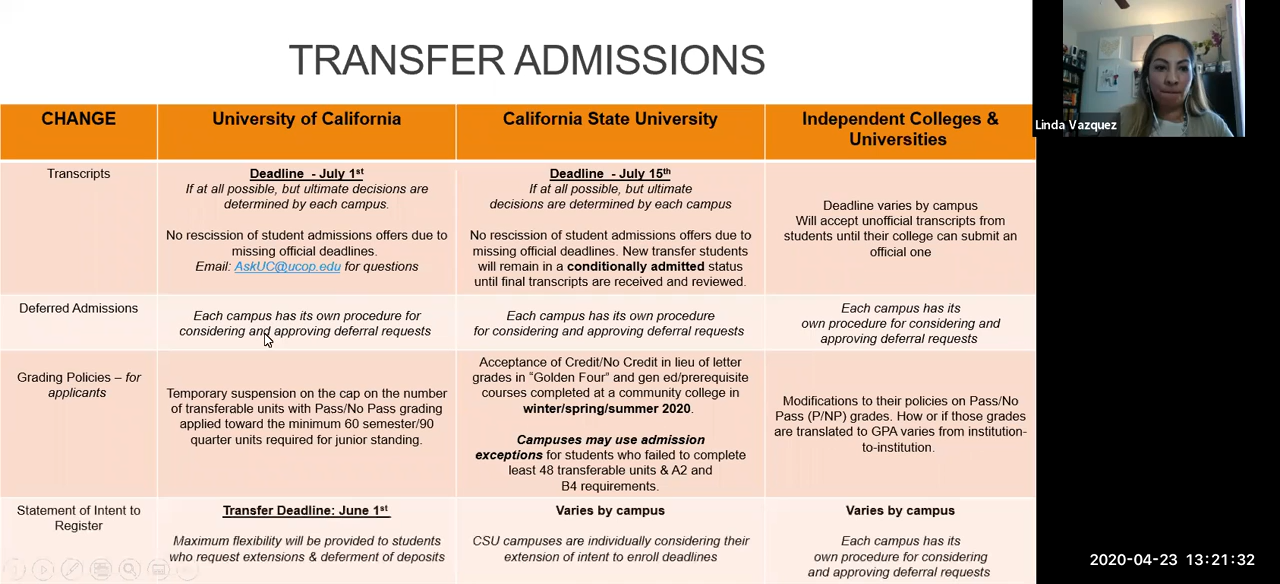 TRANSFER ADMISSIONS
CHANGE
University of California
California State University
Independent Colleges &
Universities
Transcripts
Deadline - July 1st
If at all possible, but ultimate decisions are
determined by each campus.
No rescission of student admissions offers due to
missing official deadlines.
Email: AskUC@ucop.edu for questions
Deadline - July 15th
If at all possible, but ultimate
decisions are determined by each campus
No rescission of student admissions offers due to
missing official deadlines. New transfer students
will remain in a conditionally admitted status
until final transcripts are received and reviewed.
Deadline varies by campus
Will accept unofficial transcripts from
students until their college can submit an
official one
Deferred Admissions
Each campus has its own procedure for
considering and approving deferral requests
Each campus has its own procedure
for considering and approving deferral requests
Each campus has its
own procedure for considering and
approving deferral requests
Grading Policies – for
applicants
Temporary suspension on the cap on the number
of transferable units with Pass/No Pass grading
applied toward the minimum 60 semester/90
quarter units required for junior standing.
Acceptance of Credit/No Credit in lieu of letter
grades in “Golden Four” and gen ed/prerequisite
courses completed at a community college in
winter/spring/summer 2020.
Campuses may use admission
exceptions for students who failed to complete
least 48 transferable units & A2 and
B4 requirements.
Modifications to their policies on Pass/No
Pass (P/NP) grades. How or if those grades
are translated to GPA varies from institution-
to-institution.
Statement of Intent to
Register
Transfer Deadline: June 1st
Maximum flexibility will be provided to students
who request extensions & deferment of deposits
Varies by campus
CSU campuses are individually considering their
extension of intent to enroll deadlines
Varies by campus
Each campus has its
own procedure for considering
and approving deferral requests
Linda Vazquez
2020-04-23 13:21:32